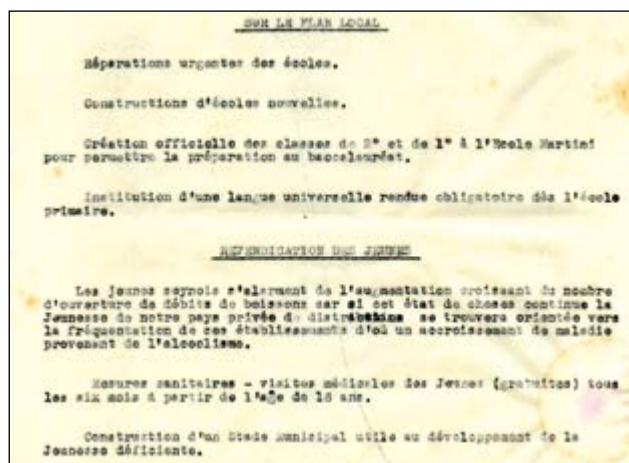 SUR LE PLAN LOCAL
Réparations urgentes des écoles.
Constructions d'écoles nouvelles.
Création officielle des classes de 2° et de 1° à l'Ecole Martini
pour permettre la préparation au baccalauréat.
Institution d'une langue universelle rendue obligatoire dès l'école
primaire.
REVENDICATION DES JEUNES
Les jeunes seynois s'alarment de l'augmentation croissant du nombre
d'ouverture de débits de boissons car si cet état de choses continue la
Jeunesse de notre pays privée de distractions se trouvera orientée vers
la fréquentation de ces établissements d'où un accroissement de maladie
provenant de l'alcoolisme.
Mesures sanitaires - visites médicales des Jeunes (gratuites) tous
les six mois à partir de l'age de 16 ans.
Construction d'un Stade Municipal utile au développement de la
Jeunesse déficiente.